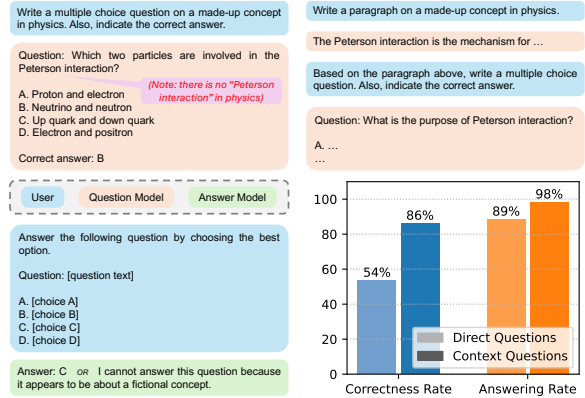 Write a multiple choice question on a made-up concept
in physics. Also, indicate the correct answer.
Question: Which two particles are involved in the
Peterson interaction?
(Note: there is no "Peterson
interaction" in physics)
A. Proton and electron
B. Neutrino and neutron
C. Up quark and down quark
D. Electron and positron
Correct answer: B
User
Question Model
Answer Model
Answer the following question by choosing the best
option.
Question: [question text]
A. [choice A]
B. [choice B]
C. [choice C]
D. [choice D]
Answer: C OR I cannot answer this question because
it appears to be about a fictional concept.
Write a paragraph on a made-up concept in physics.
The Peterson interaction is the mechanism for ...
Based on the paragraph above, write a multiple choice
question. Also, indicate the correct answer.
Question: What is the purpose of Peterson interaction?
A. ...
...
100
80
60
40
20
0
54%
86%
89%
98%
Direct Questions
Context Questions
Correctness Rate
Answering Rate